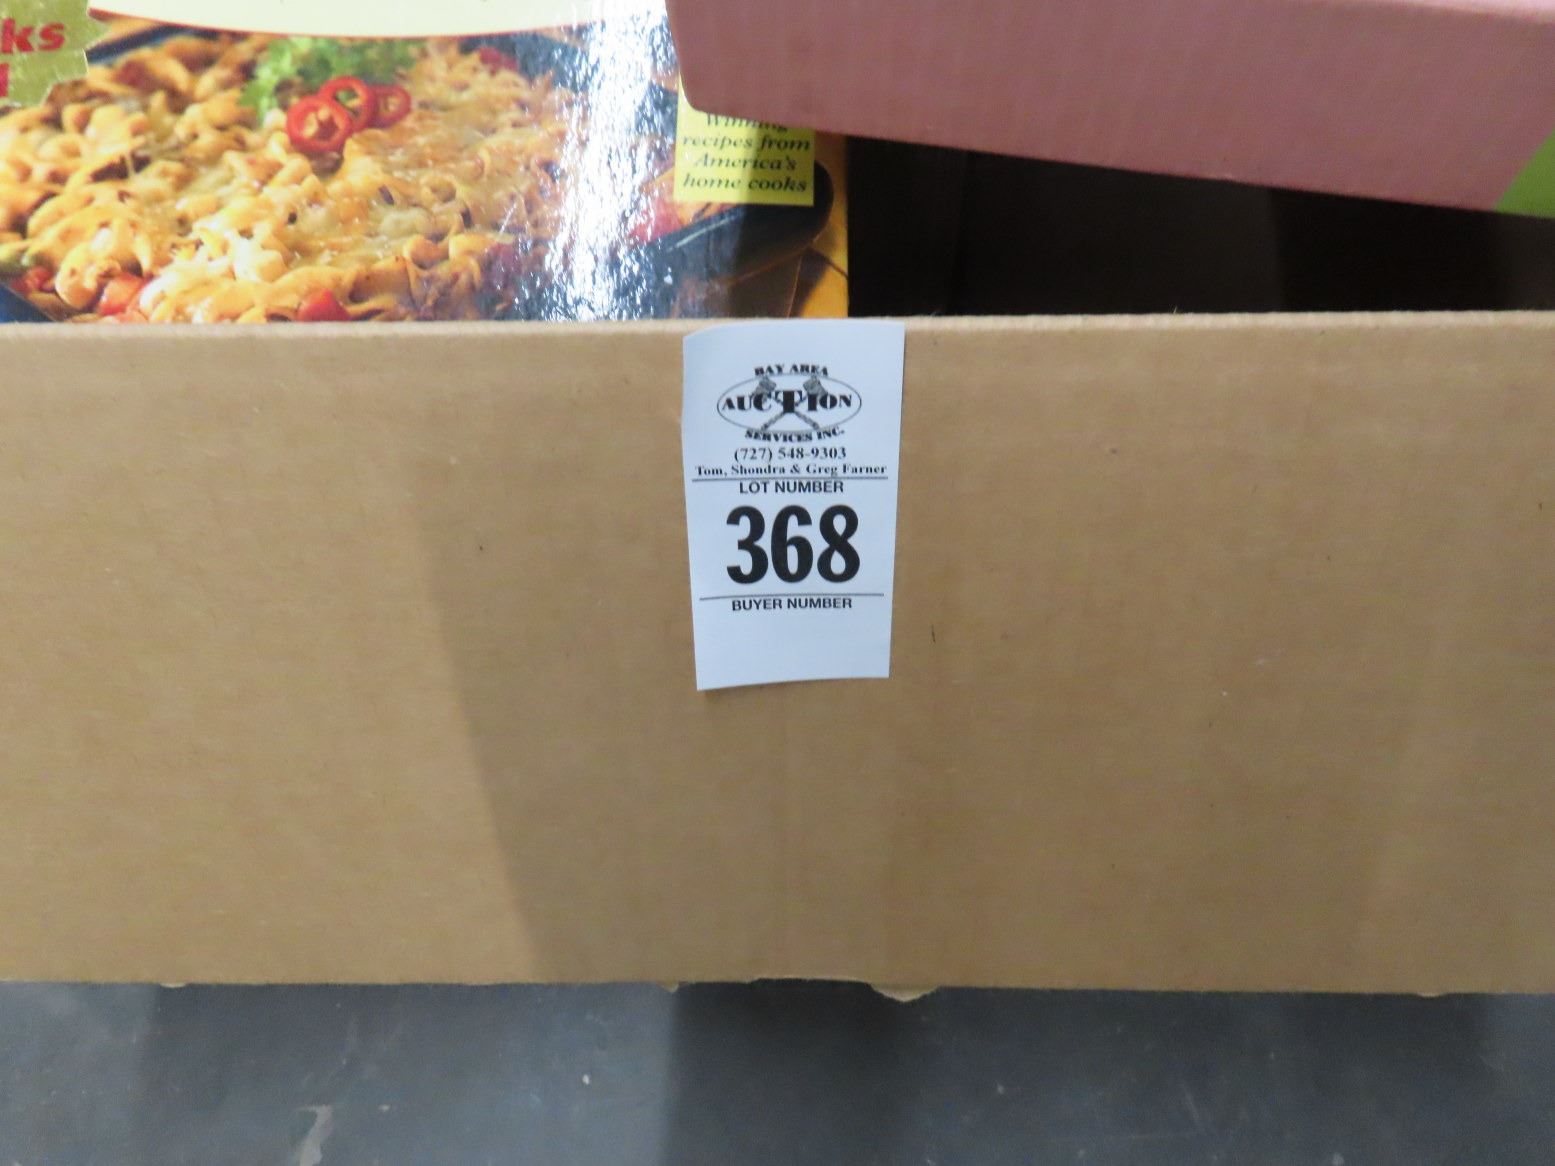 ks
Winning
recipes from
America's
home cooks
BAY AREA
AUCTION
SERVICES INC.
(727) 548-9303
Tom, Shondra & Greg Farner
LOT NUMBER
368
BUYER NUMBER